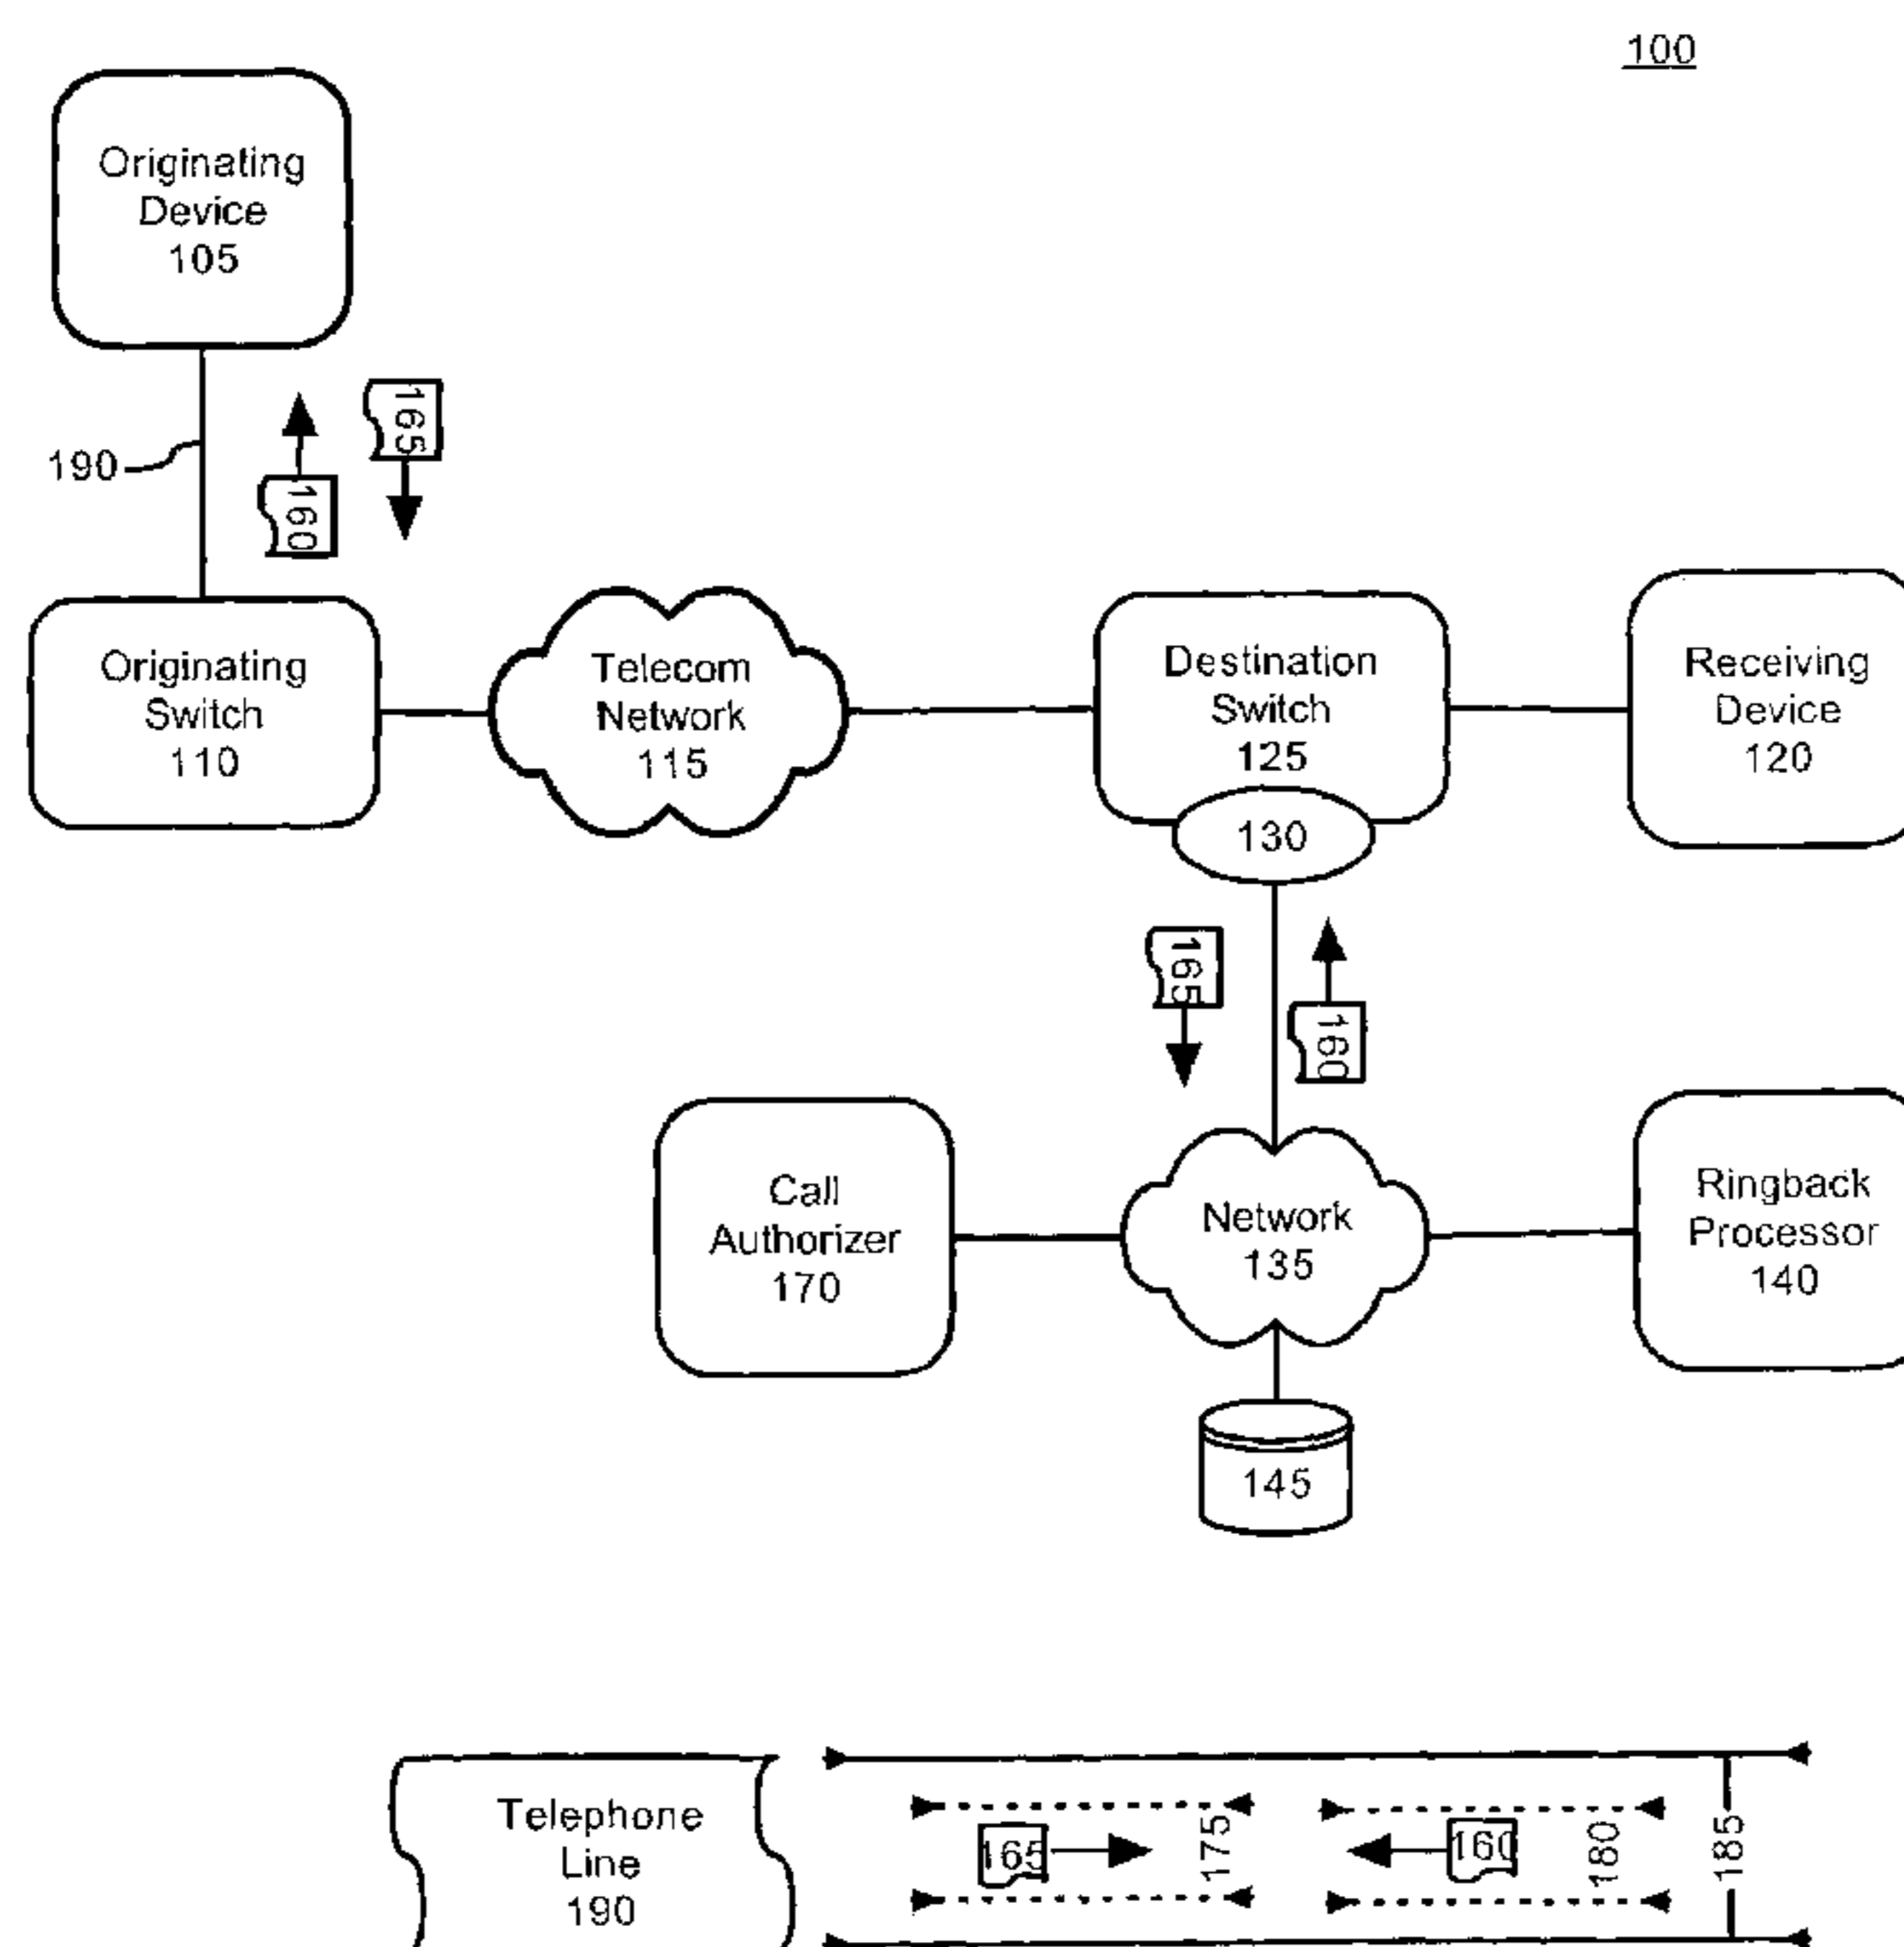 100
Originating
Device
105
165
190
160
Originating
Switch
110
Telecom
Network
115
Destination
Switch
125
130
Receiving
Device
120
165
160
Call
Authorizer
170
Network
135
Ringback
Processor
140
145
Telephone
Line
190
165
175
160
180
185